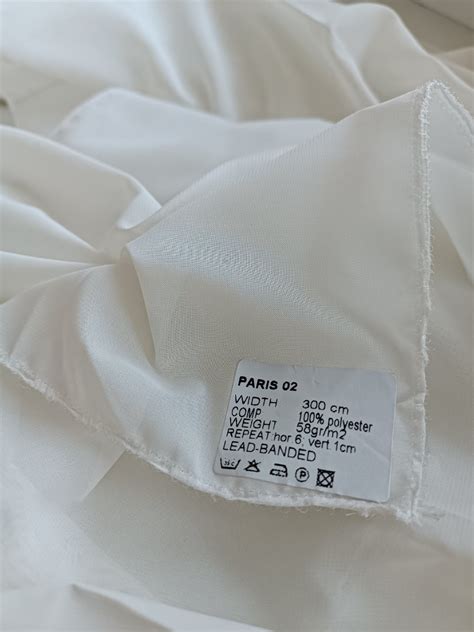 PARIS 02
WIDTH 300 cm
COMP 100% polyester
WEIGHT 58gr/m2
REPEAT:hor 6; vert 1cm
LEAD-BANDED
P